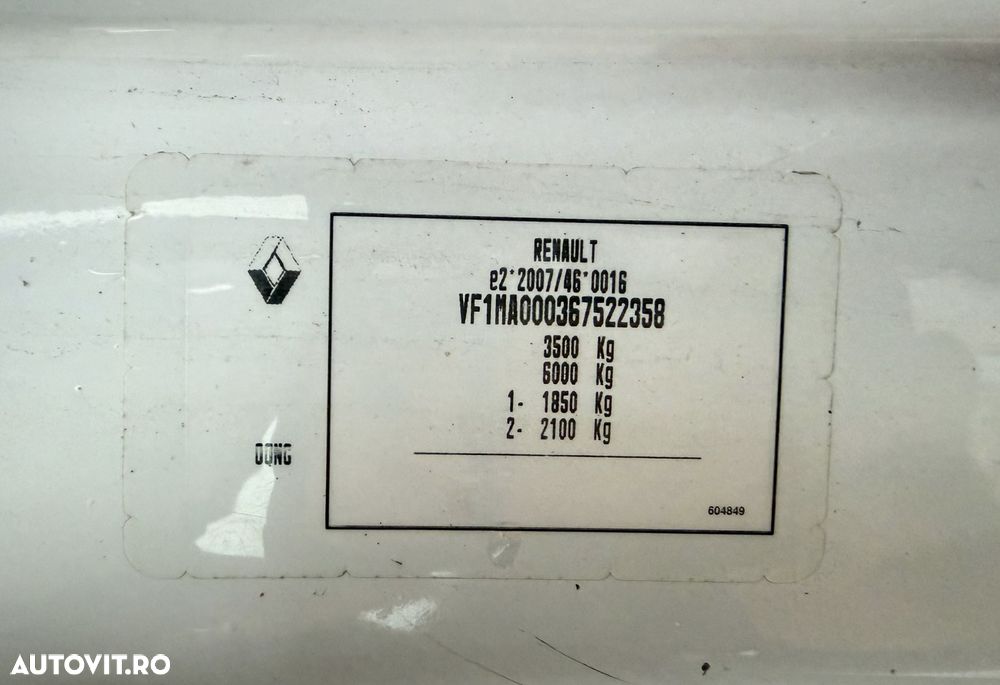 RENAULT
e2*2007/46*0016
VF1MA000367522358
3500 Kg
6000 Kg
1- 1850 Kg
2- 2100 Kg
DQNG
604849
AUTOVIT.RO